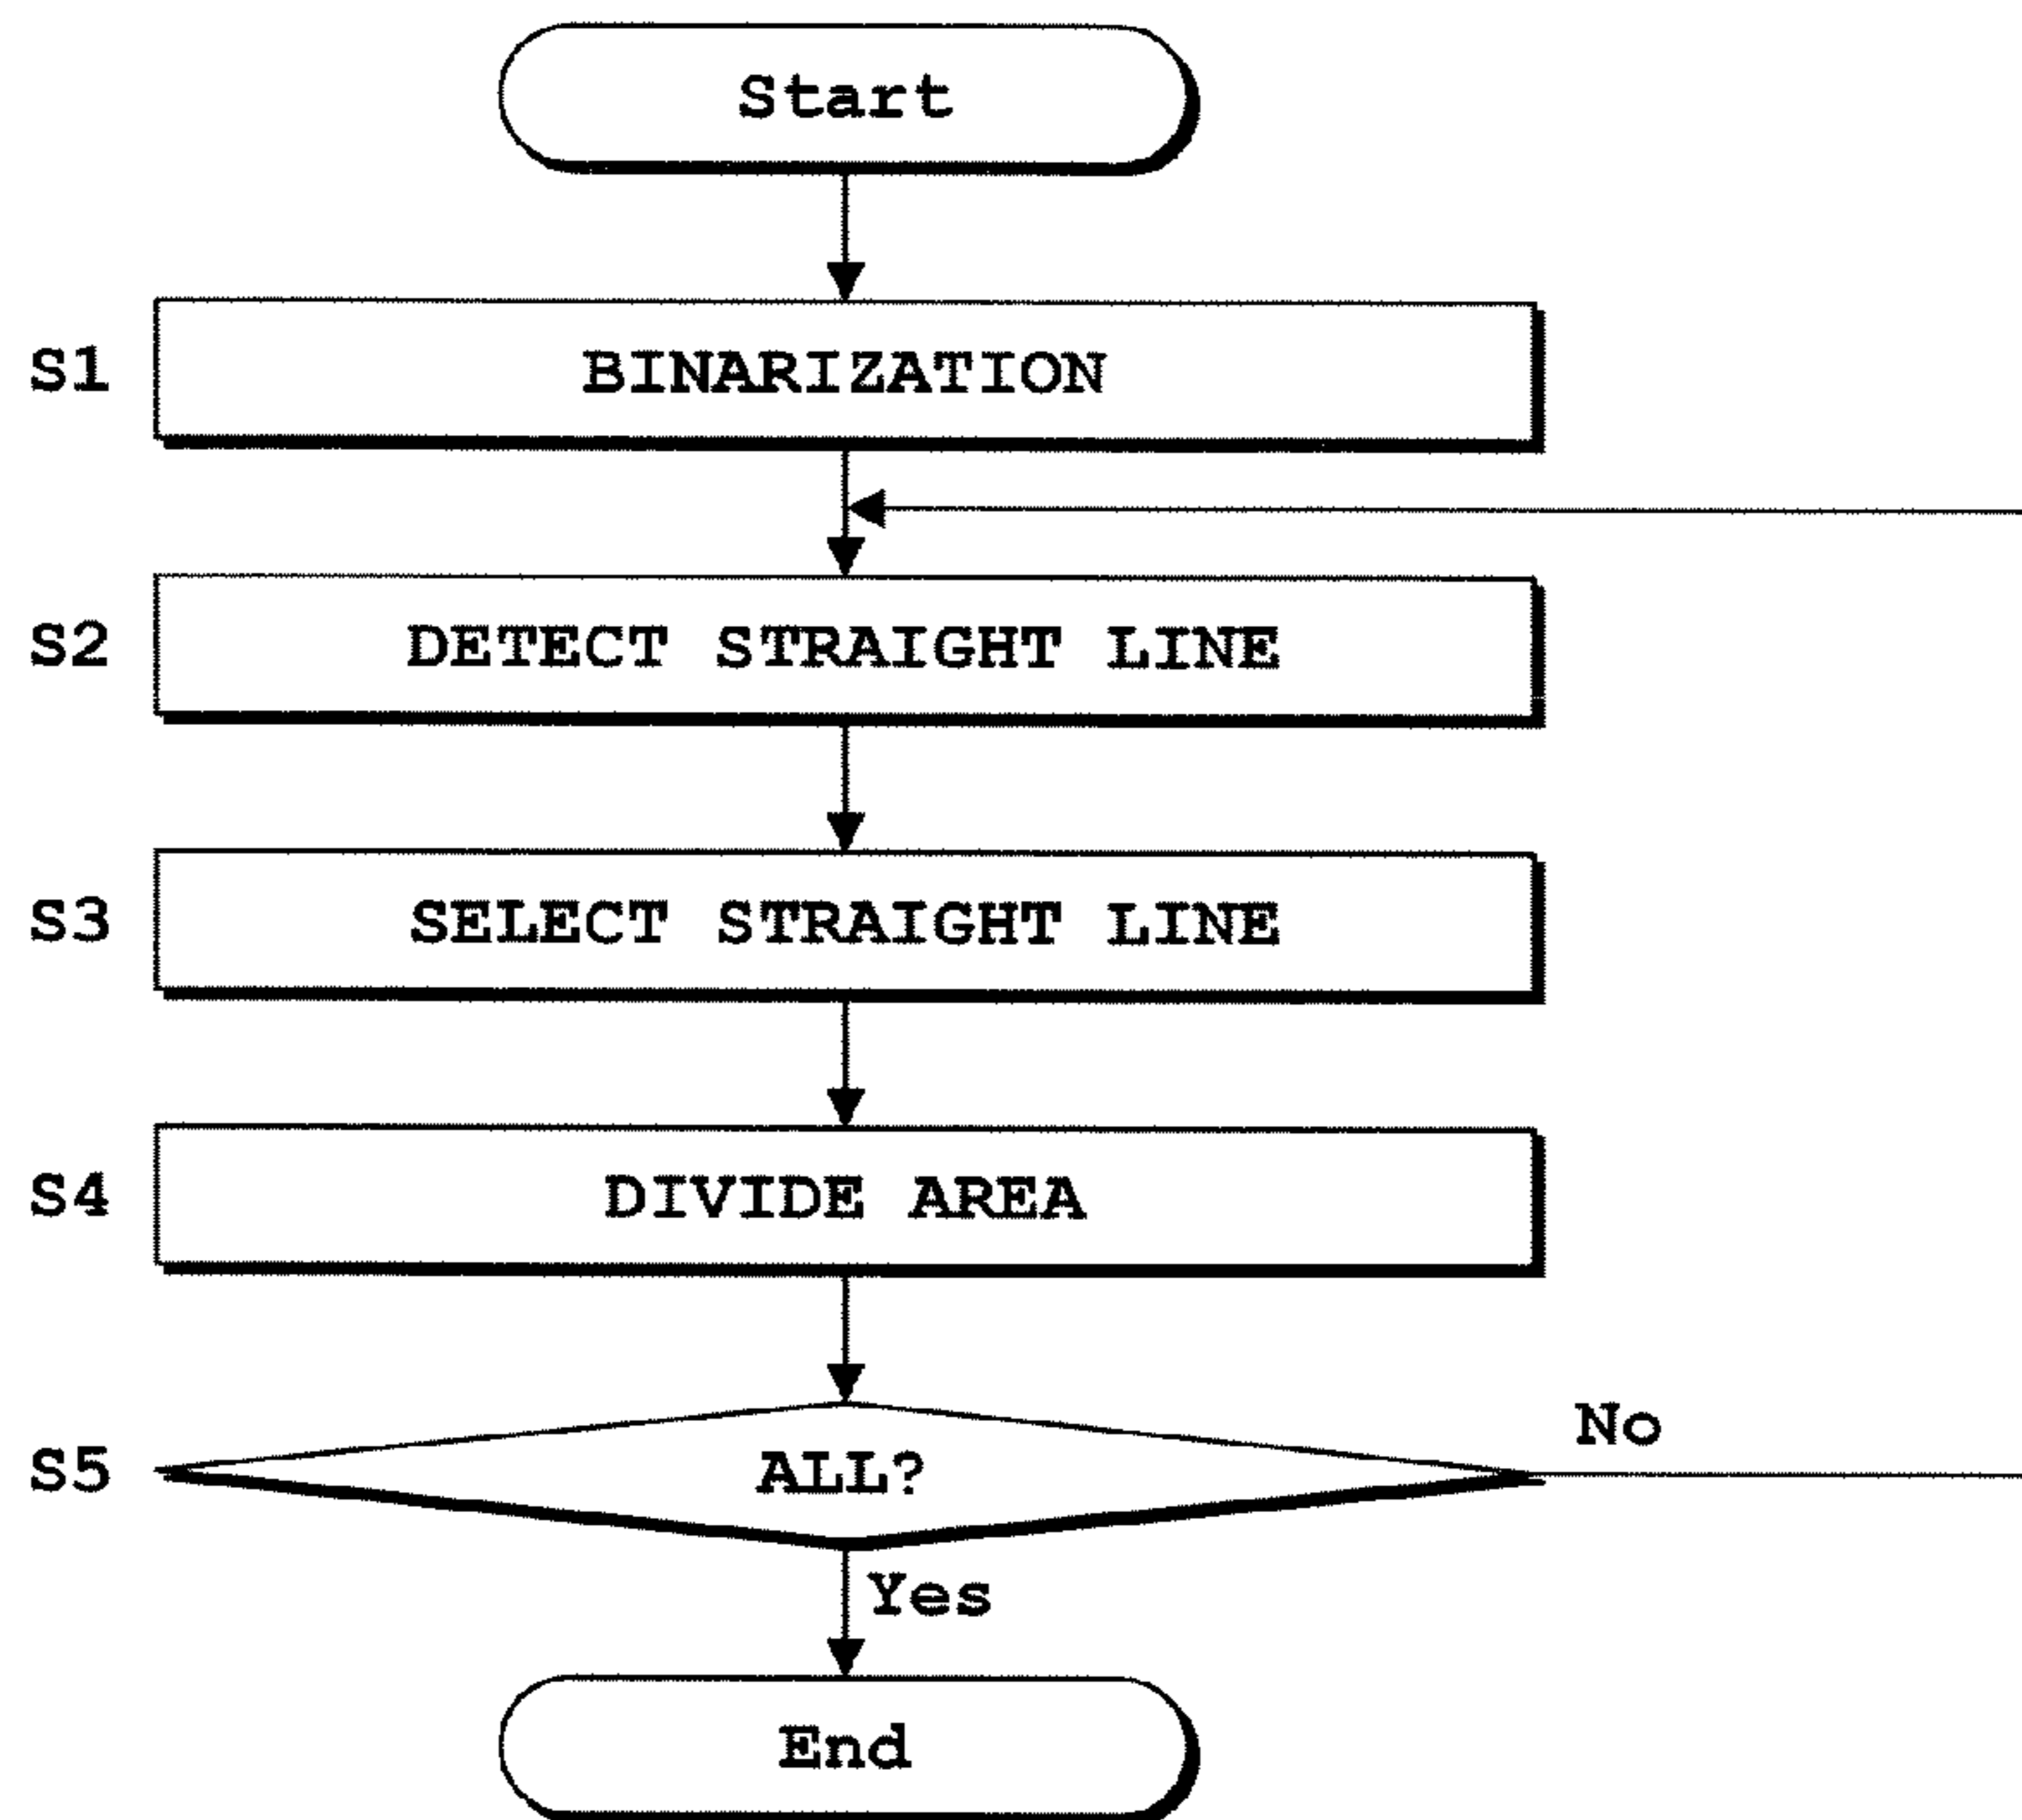 Start
S1 BINARIZATION
S2 DETECT STRAIGHT LINE
S3 SELECT STRAIGHT LINE
S4 DIVIDE AREA
No
S5 ALL?
Yes
End